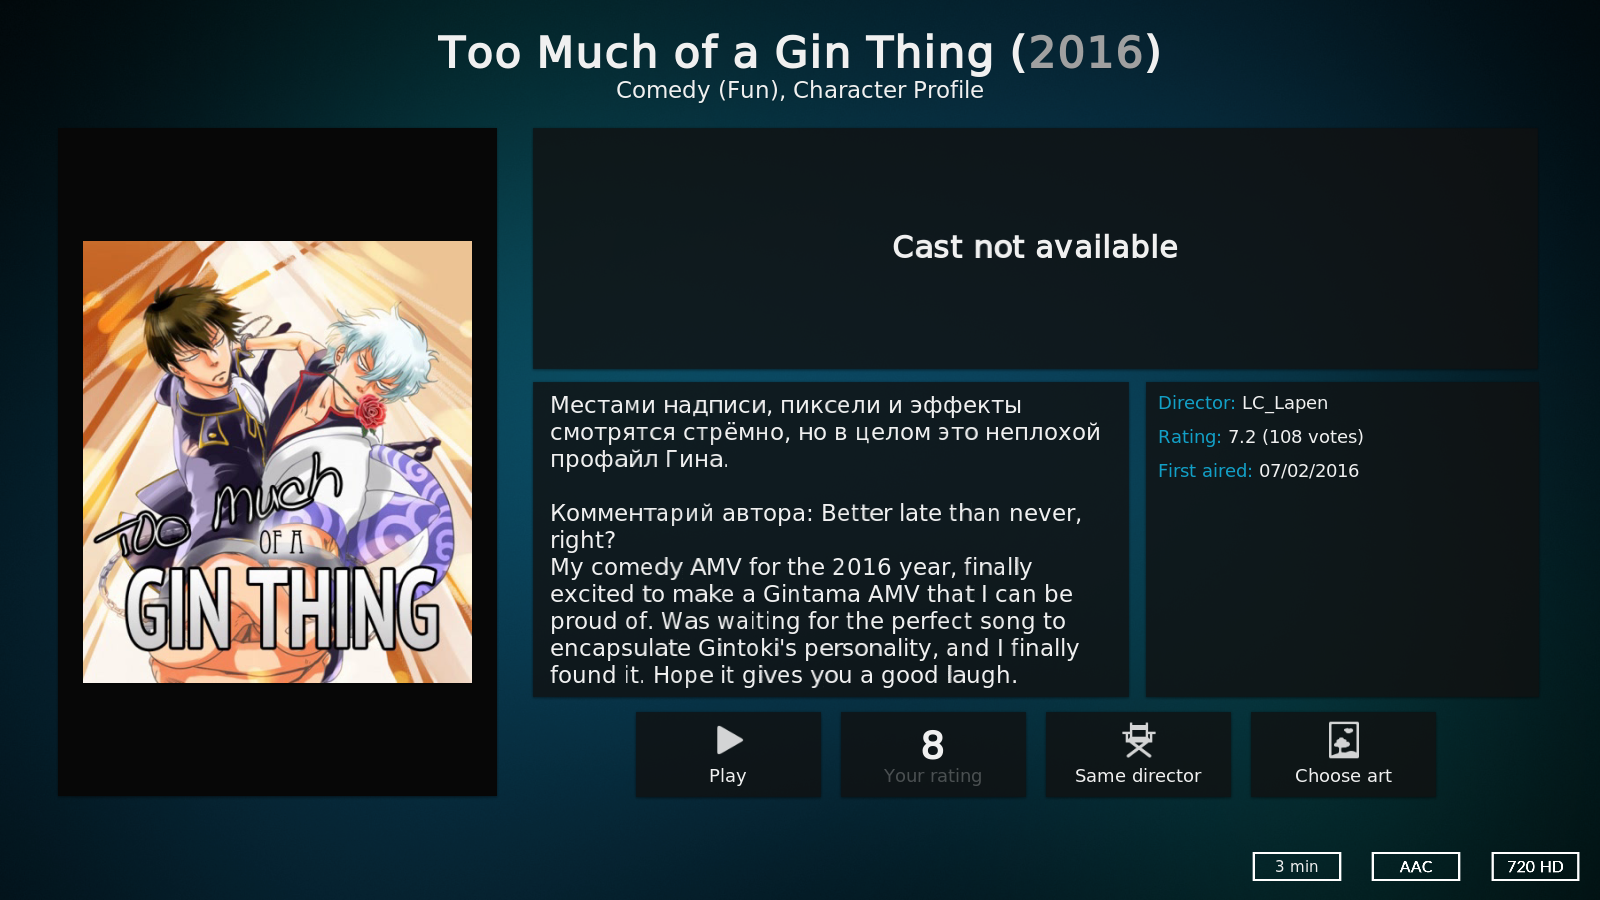 Too Much of a Gin Thing (2016)
Comedy (Fun), Character Profile
TOO MUCH
OF A
GIN THING
Cast not available
Местами надписи, пиксели и эффекты
смотрятся стрёмно, но в целом это неплохой
профайл Гина.
Комментарий автора: Better late than never,
right?
My comedy AMV for the 2016 year, finally
excited to make a Gintama AMV that I can be
proud of. Was waiting for the perfect song to
encapsulate Gintoki's personality, and I finally
found it. Hope it gives you a good laugh.
Director: LC_Lapen
Rating: 7.2 (108 votes)
First aired: 07/02/2016
Play
8
Your rating
Same director
Choose art
3 min
AAC
720 HD